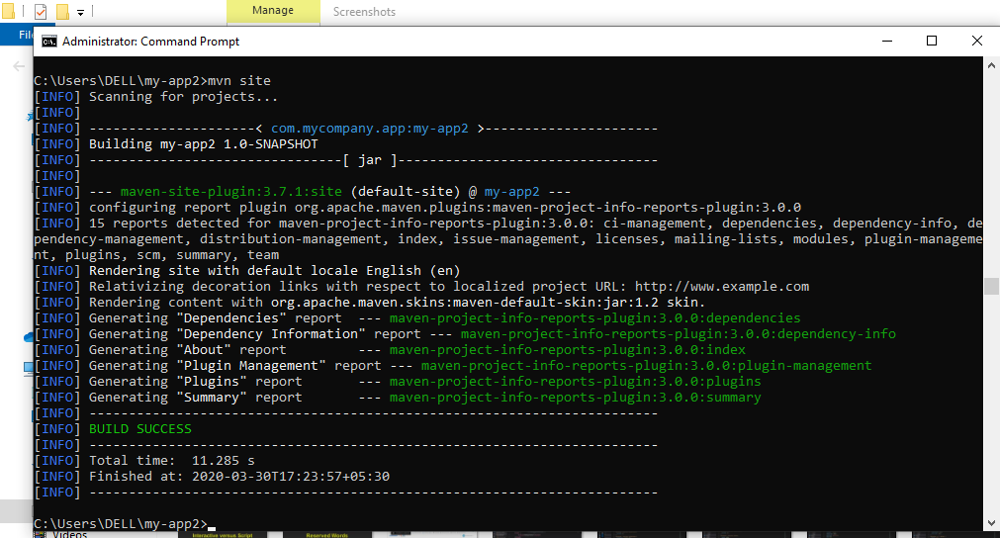 Manage
Screenshots
Fil
Administrator: Command Prompt
C:\Users\DELL\my-app2>mvn site
[INFO] Scanning for projects...
[INFO]
[INFO] ---------------------< com.mycompany.app:my-app2 >----------------------
[INFO] Building my-app2 1.0-SNAPSHOT
[INFO] --------------------------------[ jar ]---------------------------------
[INFO]
[INFO] --- maven-site-plugin:3.7.1:site (default-site) @ my-app2 ---
[INFO] configuring report plugin org.apache.maven.plugins:maven-project-info-reports-plugin:3.0.0
[INFO] 15 reports detected for maven-project-info-reports-plugin:3.0.0: ci-management, dependencies, dependency-info, de
pendency-management, distribution-management, index, issue-management, licenses, mailing-lists, modules, plugin-manageme
nt, plugins, scm, summary, team
[INFO] Rendering site with default locale English (en)
[INFO] Relativizing decoration links with respect to localized project URL: http://www.example.com
[INFO] Rendering content with org.apache.maven.skins:maven-default-skin:jar:1.2 skin.
[INFO] Generating "Dependencies" report  --- maven-project-info-reports-plugin:3.0.0:dependencies
[INFO] Generating "Dependency Information" report --- maven-project-info-reports-plugin:3.0.0:dependency-info
[INFO] Generating "About" report         --- maven-project-info-reports-plugin:3.0.0:index
[INFO] Generating "Plugin Management" report --- maven-project-info-reports-plugin:3.0.0:plugin-management
[INFO] Generating "Plugins" report       --- maven-project-info-reports-plugin:3.0.0:plugins
[INFO] Generating "Summary" report       --- maven-project-info-reports-plugin:3.0.0:summary
[INFO] ------------------------------------------------------------------------
[INFO] BUILD SUCCESS
[INFO] ------------------------------------------------------------------------
[INFO] Total time:  11.285 s
[INFO] Finished at: 2020-03-30T17:23:57+05:30
[INFO] ------------------------------------------------------------------------
C:\Users\DELL\my-app2>
Videos
Interactive versus Script
Reserved Words